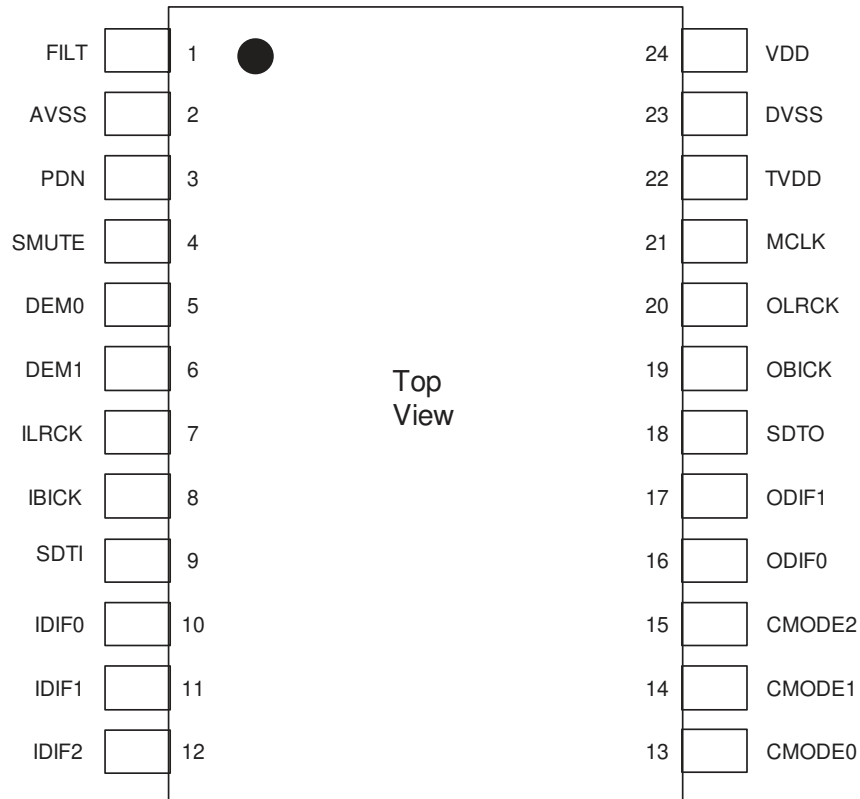 FILT 1 24 VDD
AVSS 2 23 DVSS
PDN 3 22 TVDD
SMUTE 4 21 MCLK
DEM0 5 20 OLRCK
DEM1 6 19 OBICK
Top
View
ILRCK 7 18 SDTO
IBICK 8 17 ODIF1
SDTI 9 16 ODIF0
IDIF0 10 15 CMODE2
IDIF1 11 14 CMODE1
IDIF2 12 13 CMODE0